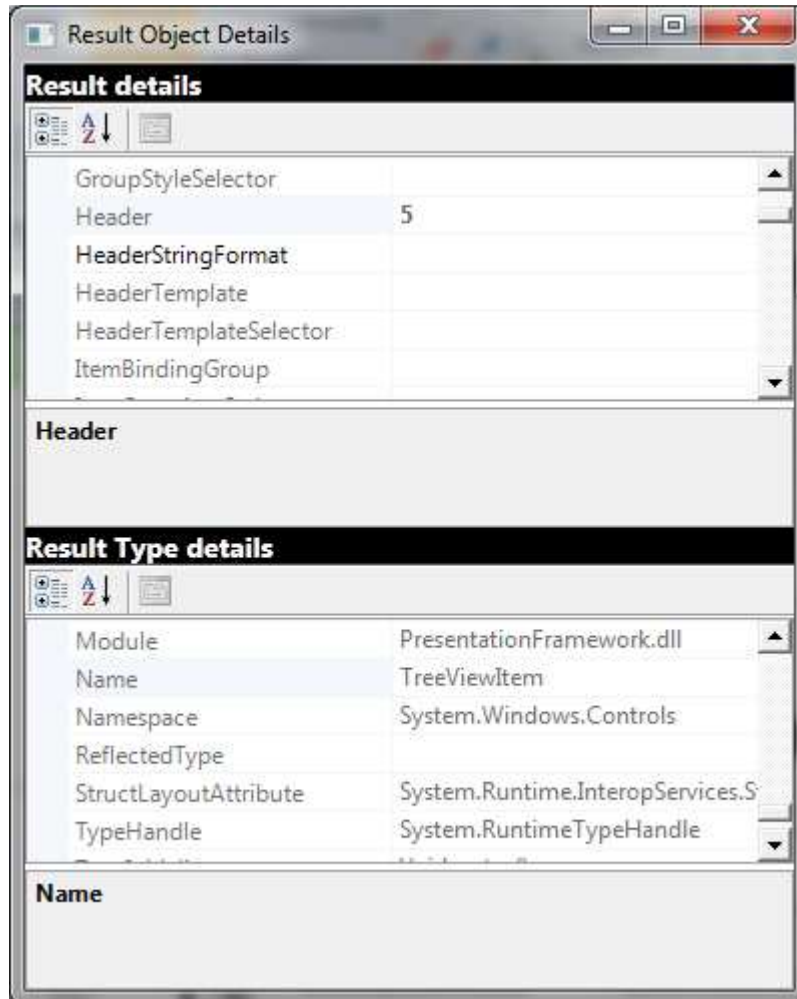 Result Object Details
Result details
GroupStyleSelector
Header 5
HeaderStringFormat
HeaderTemplate
HeaderTemplateSelector
ItemBindingGroup
Header
Result Type details
Module PresentationFramework.dll
Name TreeViewItem
Namespace System.Windows.Controls
ReflectedType
StructLayoutAttribute System.Runtime.InteropServices.S
TypeHandle System.RuntimeTypeHandle
Name